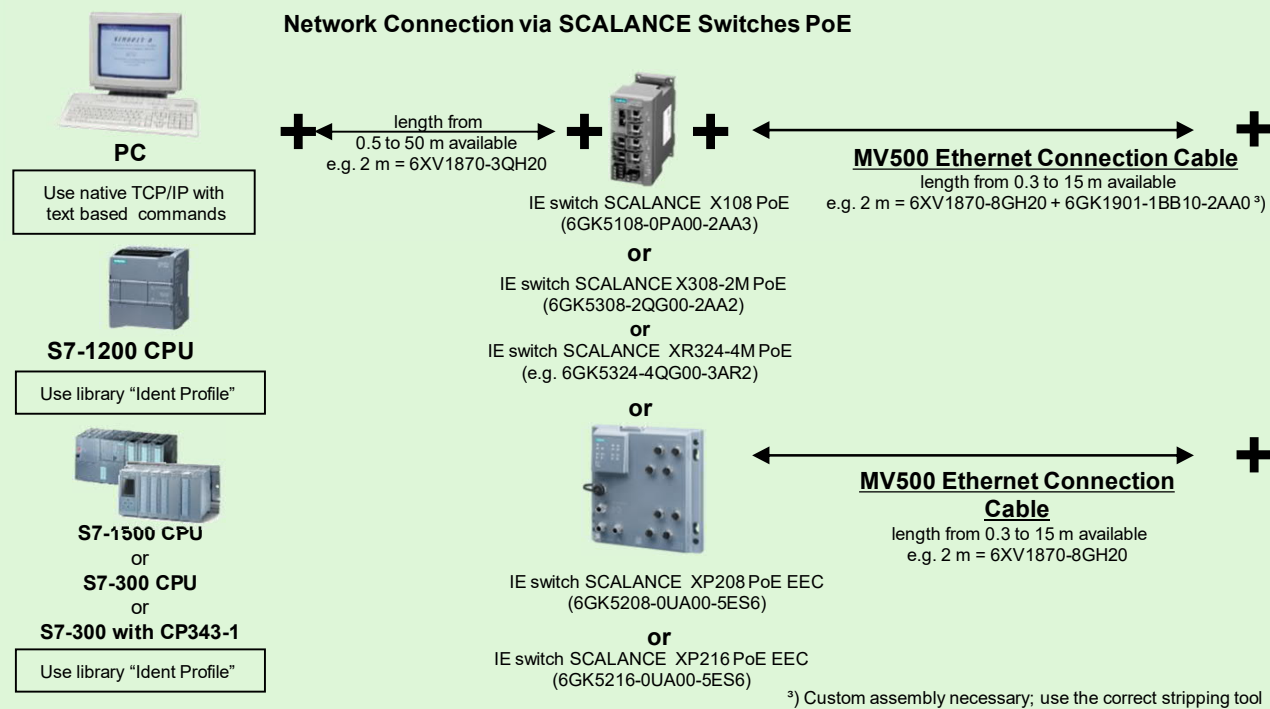 Network Connection via SCALANCE Switches PoE
PC
Use native TCP/IP with
text based commands
S7-1200 CPU
Use library “Ident Profile”
S7-1500 CPU
or
S7-300 CPU
or
S7-300 with CP343-1
Use library “Ident Profile”
length from
0.5 to 50 m available
e.g. 2 m = 6XV1870-3QH20
IE switch SCALANCE X108 PoE
(6GK5108-0PA00-2AA3)
or
IE switch SCALANCE X308-2M PoE
(6GK5308-2QG00-2AA2)
or
IE switch SCALANCE XR324-4M PoE
(e.g. 6GK5324-4QG00-3AR2)
or
IE switch SCALANCE XP208 PoE EEC
(6GK5208-0UA00-5ES6)
or
IE switch SCALANCE XP216 PoE EEC
(6GK5216-0UA00-5ES6)
MV500 Ethernet Connection Cable
length from 0.3 to 15 m available
e.g. 2 m = 6XV1870-8GH20 + 6GK1901-1BB10-2AA0 ³)
MV500 Ethernet Connection
Cable
length from 0.3 to 15 m available
e.g. 2 m = 6XV1870-8GH20
³) Custom assembly necessary; use the correct stripping tool